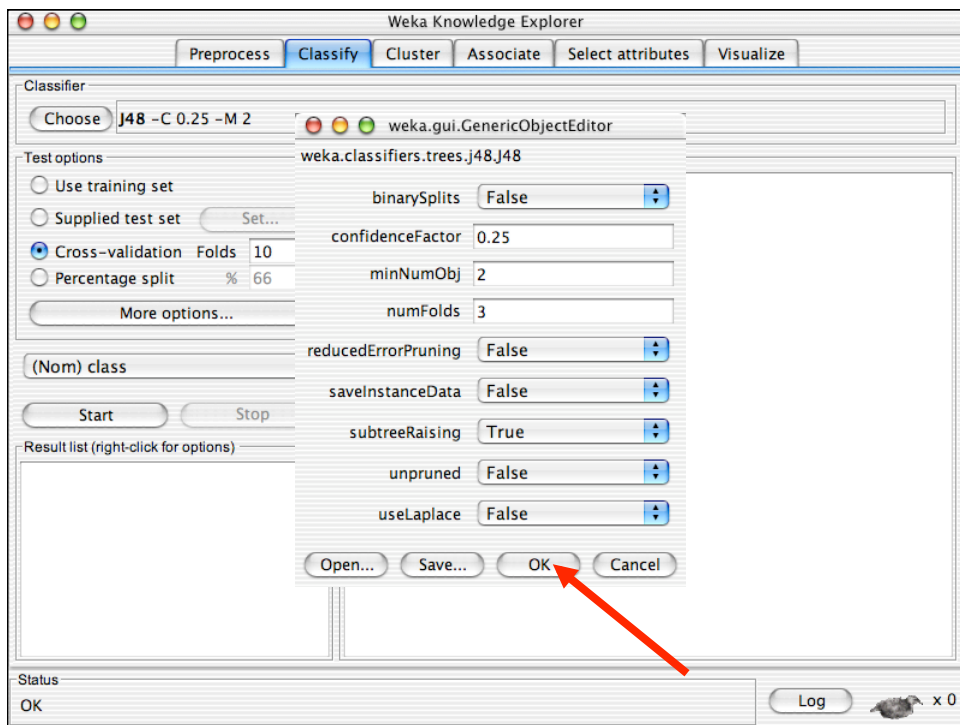 Weka Knowledge Explorer
Preprocess Classify Cluster Associate Select attributes Visualize
Classifier
Choose J48 -C 0.25 -M 2
weka.gui.GenericObjectEditor
weka.classifiers.trees.j48.J48
Test options
Use training set
Supplied test set Set...
Cross-validation Folds 10
Percentage split % 66
More options...
(Nom) class
Start Stop
Result list (right-click for options)
binarySplits False
confidenceFactor 0.25
minNumObj 2
numFolds 3
reducedErrorPruning False
saveInstanceData False
subtreeRaising True
unpruned False
useLaplace False
Open... Save... OK Cancel
Status
OK
Log x 0